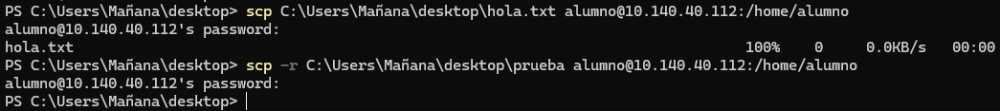 PS C:\Users\Mañana\desktop> scp C:\Users\Mañana\desktop\hola.txt alumno@10.140.40.112:/home/alumno
alumno@10.140.40.112's password:
hola.txt 100% 0 0.0KB/s 00:00
PS C:\Users\Mañana\desktop> scp -r C:\Users\Mañana\desktop\prueba alumno@10.140.40.112:/home/alumno
alumno@10.140.40.112's password:
PS C:\Users\Mañana\desktop>